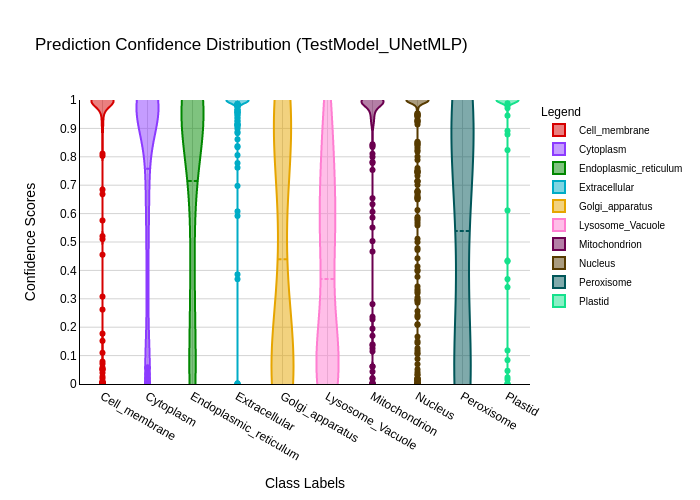 Prediction Confidence Distribution (TestModel_UNetMLP)
Legend
Cell_membrane
Cytoplasm
Endoplasmic_reticulum
Extracellular
Golgi_apparatus
Lysosome_Vacuole
Mitochondrion
Nucleus
Peroxisome
Plastid
Confidence Scores
1
0.9
0.8
0.7
0.6
0.5
0.4
0.3
0.2
0.1
0
Cell_membrane
Cytoplasm
Endoplasmic_reticulum
Extracellular
Golgi_apparatus
Lysosome_Vacuole
Mitochondrion
Nucleus
Peroxisome
Plastid
Class Labels